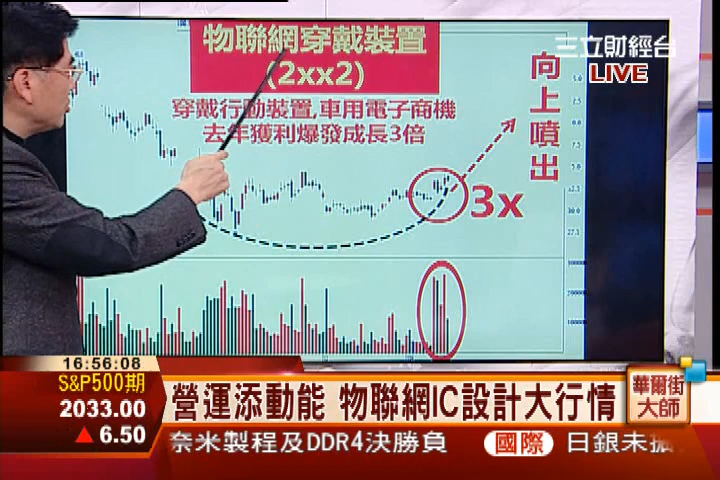 物聯網穿戴裝置
(2xx2)
三立財經台
LIVE
穿戴行動裝置,車用電子商機
去年獲利爆發成長3倍
向上噴出
3x
16:56:08
S&P500期
2033.00
▲6.50
營運添動能 物聯網IC設計大行情
華爾街
大師
奈米製程及DDR4決勝負 國際 日銀未